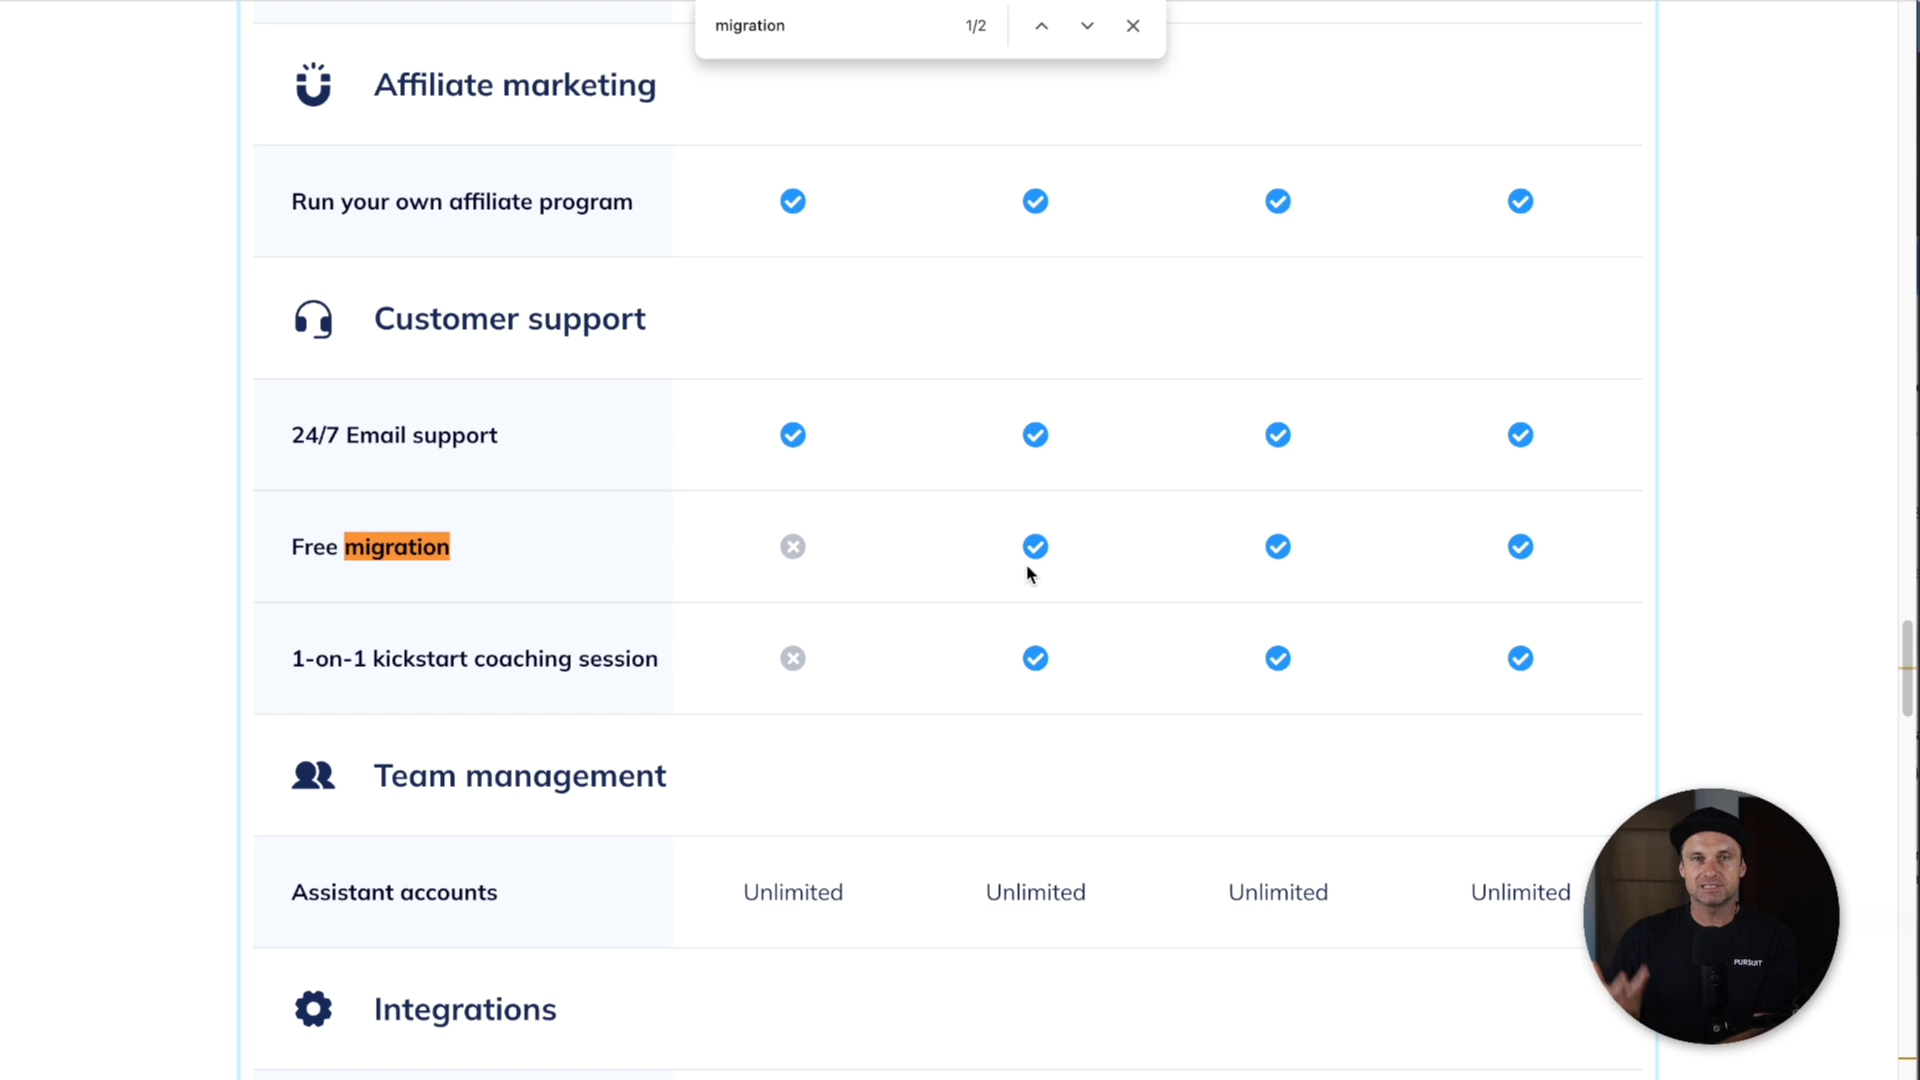 migration 1/2
Affiliate marketing
Run your own affiliate program
Customer support
24/7 Email support
Free migration
1-on-1 kickstart coaching session
Team management
Assistant accounts Unlimited Unlimited Unlimited Unlimited
PURSUIT
Integrations